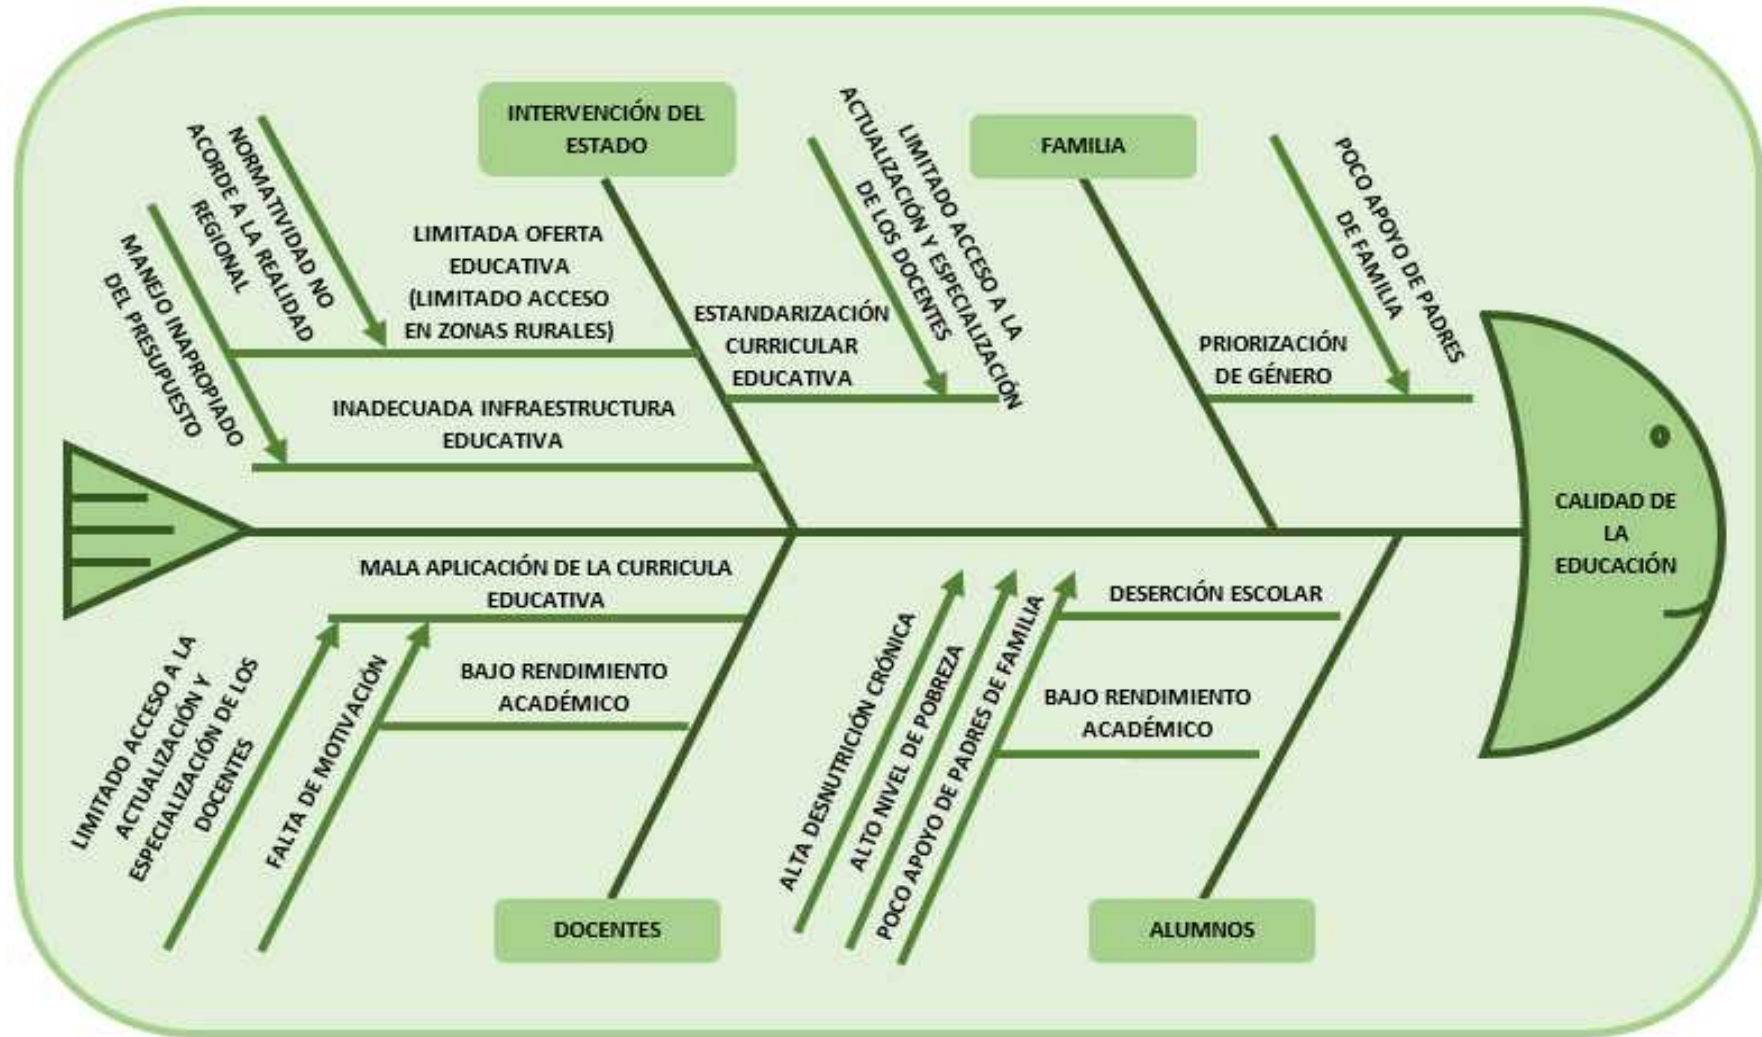 INTERVENCIÓN DEL
ESTADO
FAMILIA
NORMATIVIDAD NO
ACORDE A LA REALIDAD
REGIONAL
MANEJO INAPROPIADO
DEL PRESUPUESTO
LIMITADA OFERTA
EDUCATIVA
(LIMITADO ACCESO
EN ZONAS RURALES)
INADECUADA INFRAESTRUCTURA
EDUCATIVA
ESTANDARIZACIÓN
CURRICULAR
EDUCATIVA
LIMITADO ACCESO A LA
ACTUALIZACIÓN Y ESPECIALIZACIÓN
DE LOS DOCENTES
PRIORIZACIÓN
DE GÉNERO
POCO APOYO DE PADRES
DE FAMILIA
CALIDAD DE
LA
EDUCACIÓN
MALA APLICACIÓN DE LA CURRICULA
EDUCATIVA
BAJO RENDIMIENTO
ACADÉMICO
LIMITADO ACCESO A LA
ACTUALIZACIÓN Y
ESPECIALIZACIÓN DE LOS
DOCENTES
FALTA DE MOTIVACIÓN
ALTA DESNUTRICIÓN CRÓNICA
ALTO NIVEL DE POBREZA
POCO APOYO DE PADRES DE FAMILIA
DESERCIÓN ESCOLAR
BAJO RENDIMIENTO
ACADÉMICO
DOCENTES
ALUMNOS